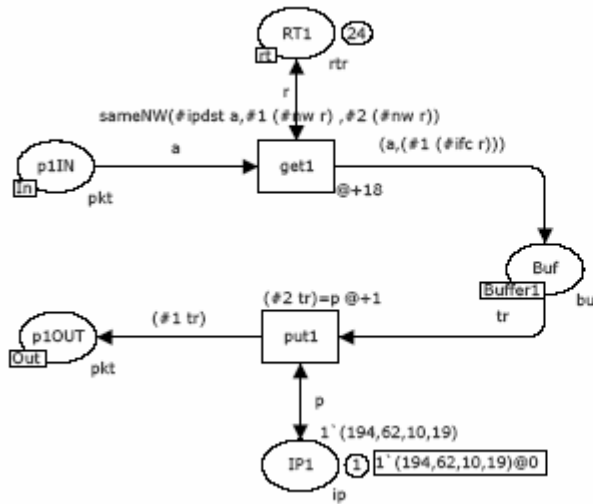 RT1
24
rt
rtr
r
sameNW(#ipdst a,#1 (#nw r) ,#2 (#nw r))
p1IN
a
get1
(a,(#1 (#ifc r)))
In
pkt
@+18
Buf
Buffer1
bu
(#2 tr)=p @+1
tr
p1OUT
(#1 tr)
put1
Out
pkt
p
1`(194,62,10,19)
IP1
1
1`(194,62,10,19)@0
ip